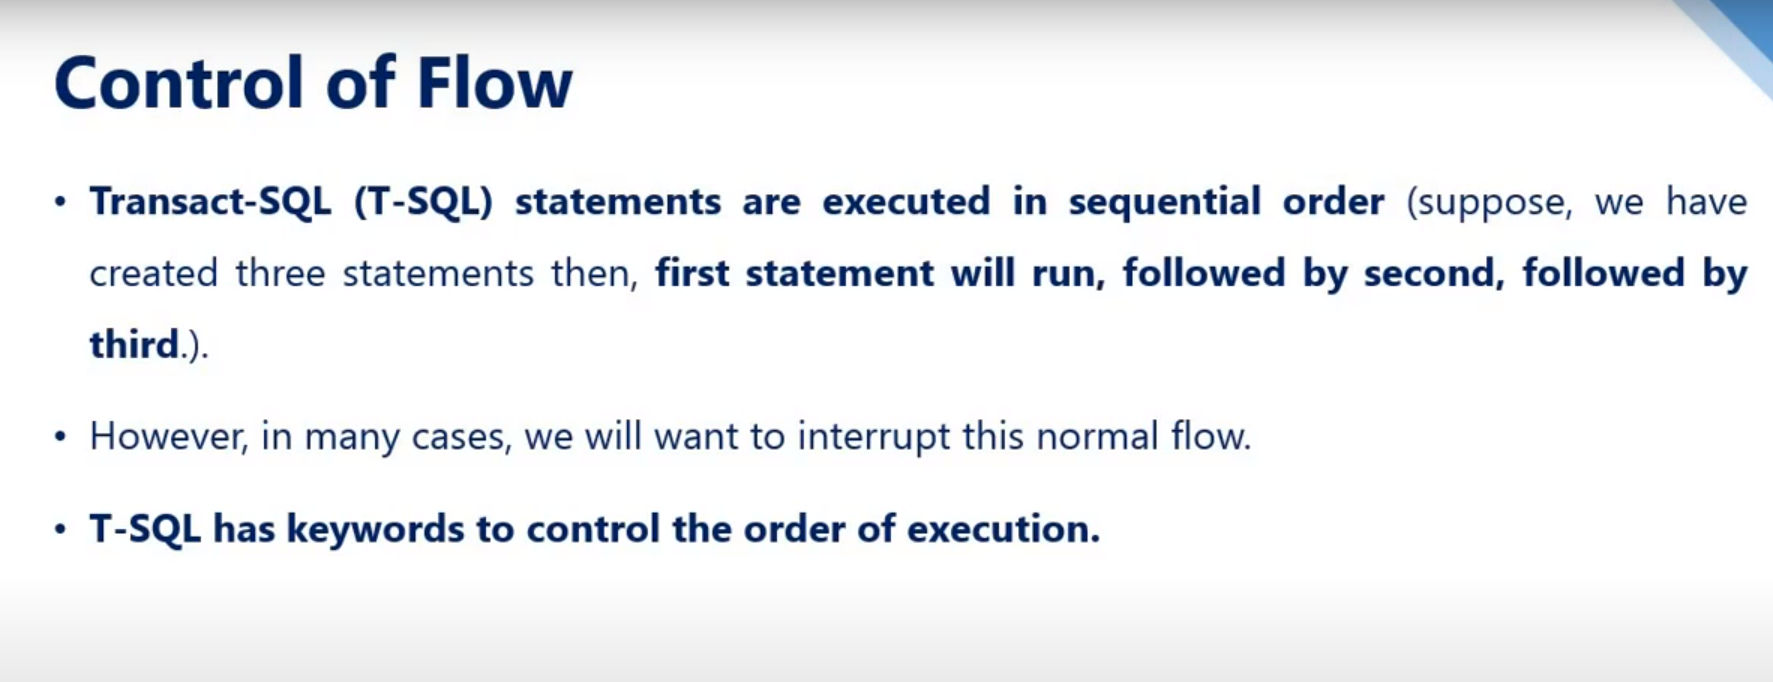 Control of Flow
• Transact-SQL (T-SQL) statements are executed in sequential order (suppose, we have
created three statements then, first statement will run, followed by second, followed by
third.).
• However, in many cases, we will want to interrupt this normal flow.
• T-SQL has keywords to control the order of execution.